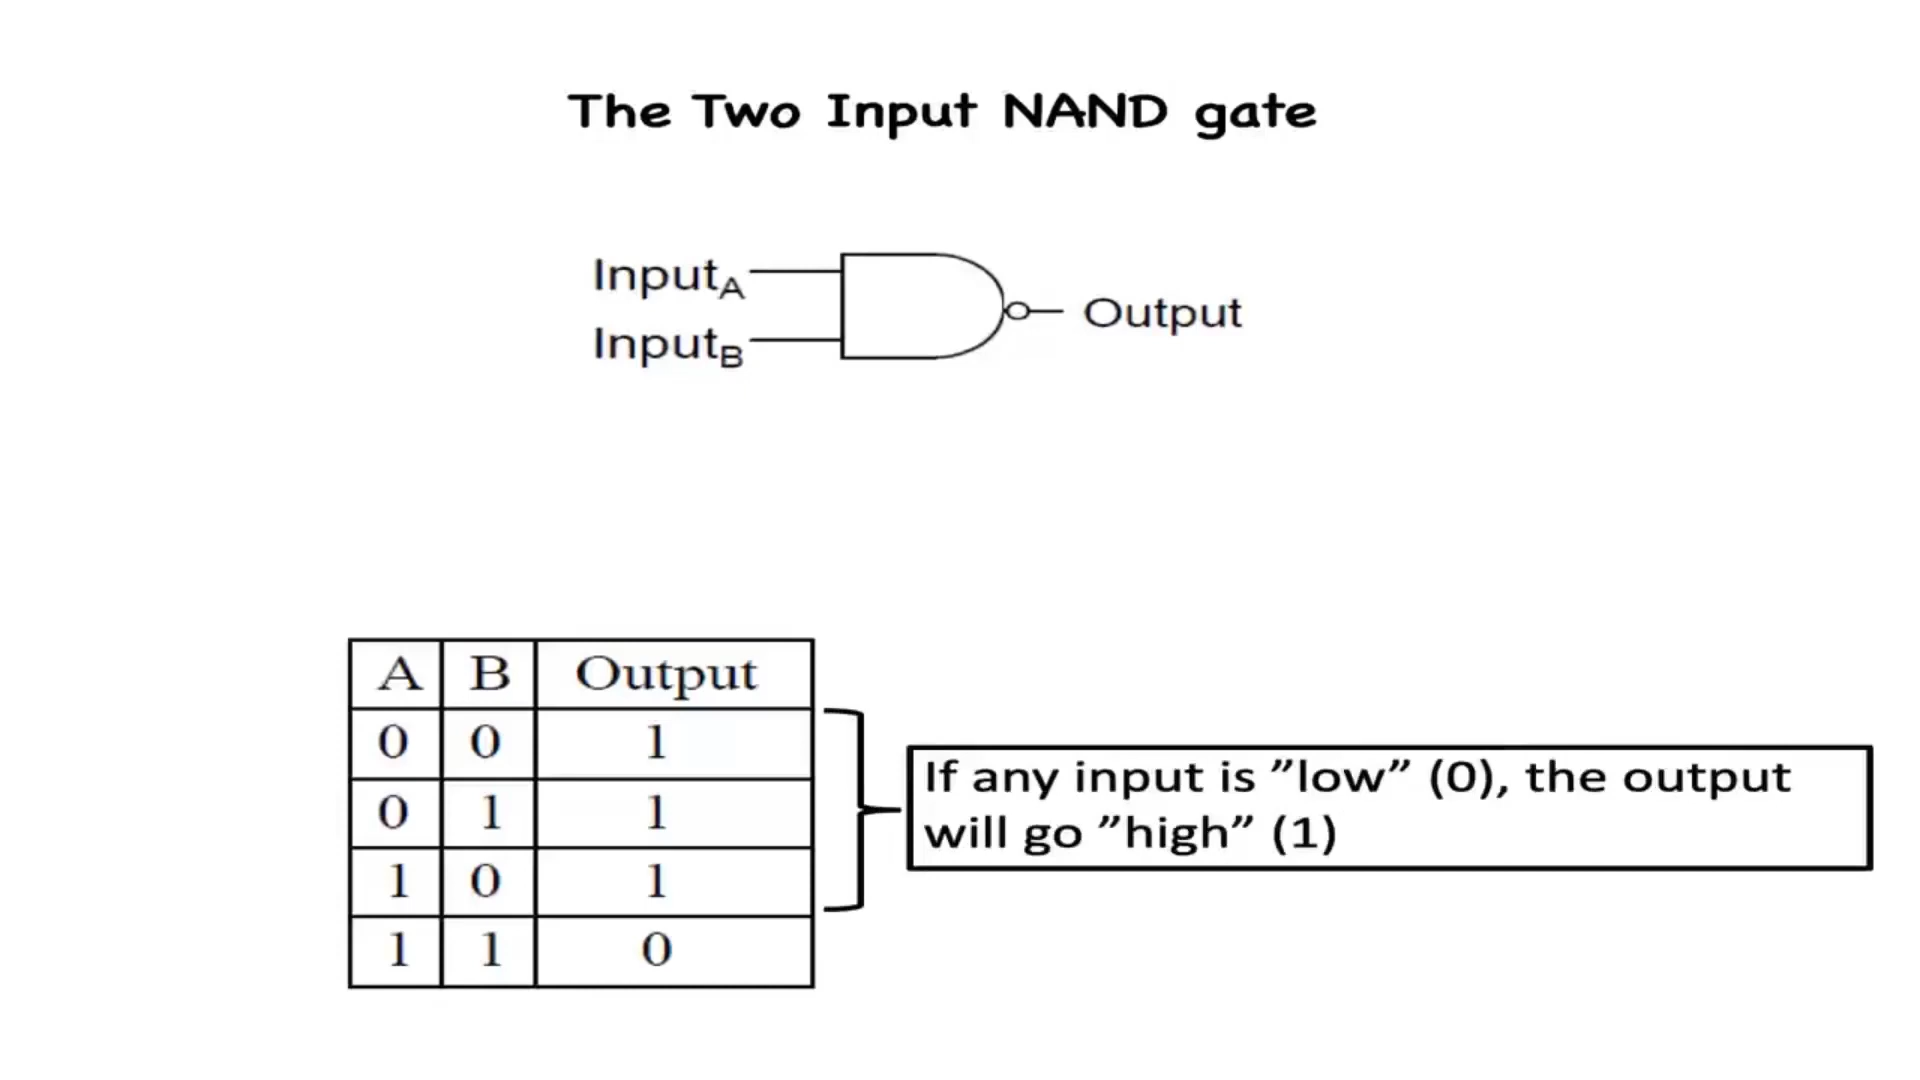 The Two Input NAND gate
InputA
InputB
Output
A B Output
0 0 1
0 1 1
1 0 1
1 1 0
If any input is ”low” (0), the output
will go ”high” (1)